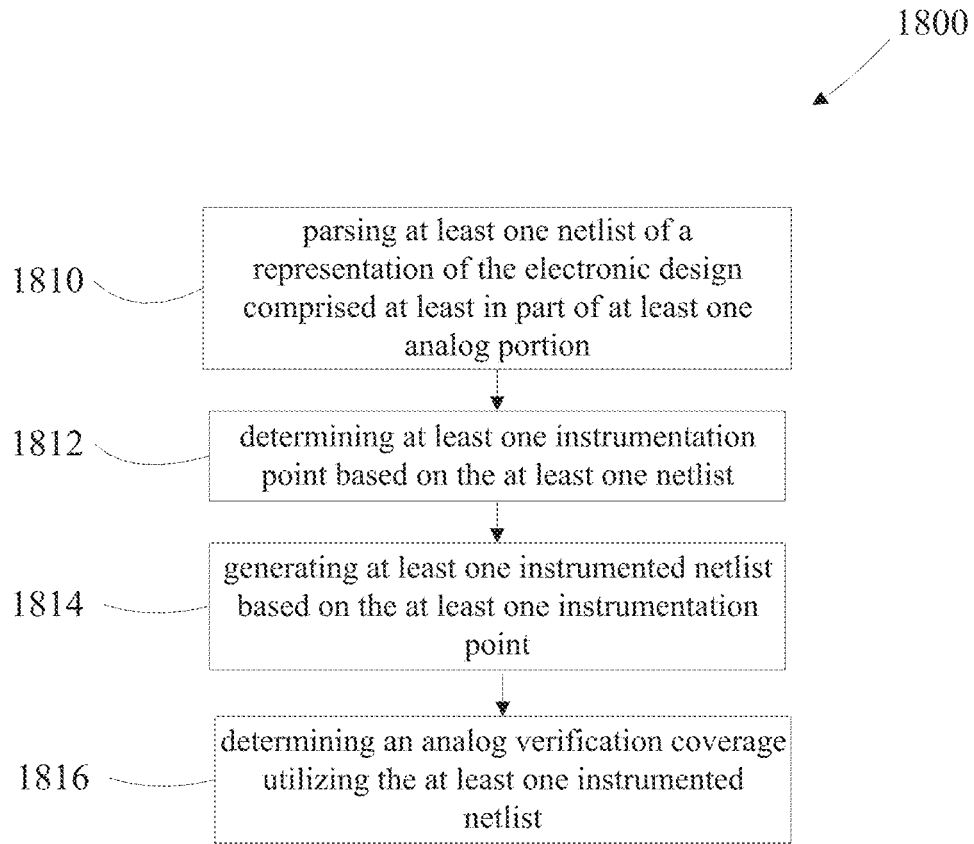 1800
parsing at least one netlist of a
representation of the electronic design
comprised at least in part of at least one
analog portion
1810
determining at least one instrumentation
point based on the at least one netlist
1812
generating at least one instrumented netlist
based on the at least one instrumentation
point
1814
determining an analog verification coverage
utilizing the at least one instrumented
netlist
1816